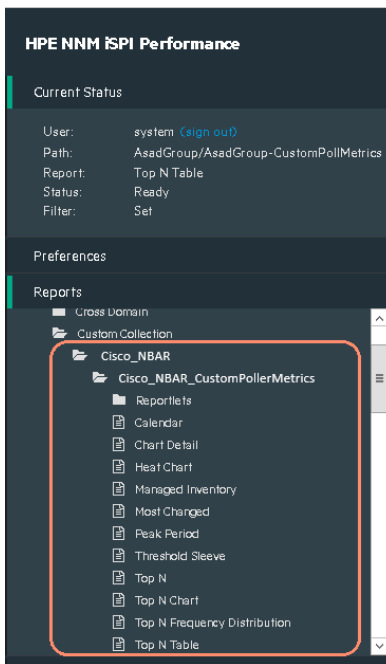 HPE NNM iSPI Performance
Current Status
User: system (sign out)
Path: AsadGroup/AsadGroup-CustomPollMetrics
Report: Top N Table
Status: Ready
Filter: Set
Preferences
Reports
Cross Domain
Custom Collection
Cisco_NBAR
Cisco_NBAR_CustomPollerMetrics
Reportlets
Calendar
Chart Detail
Heat Chart
Managed Inventory
Most Changed
Peak Period
Threshold Sleeve
Top N
Top N Chart
Top N Frequency Distribution
Top N Table